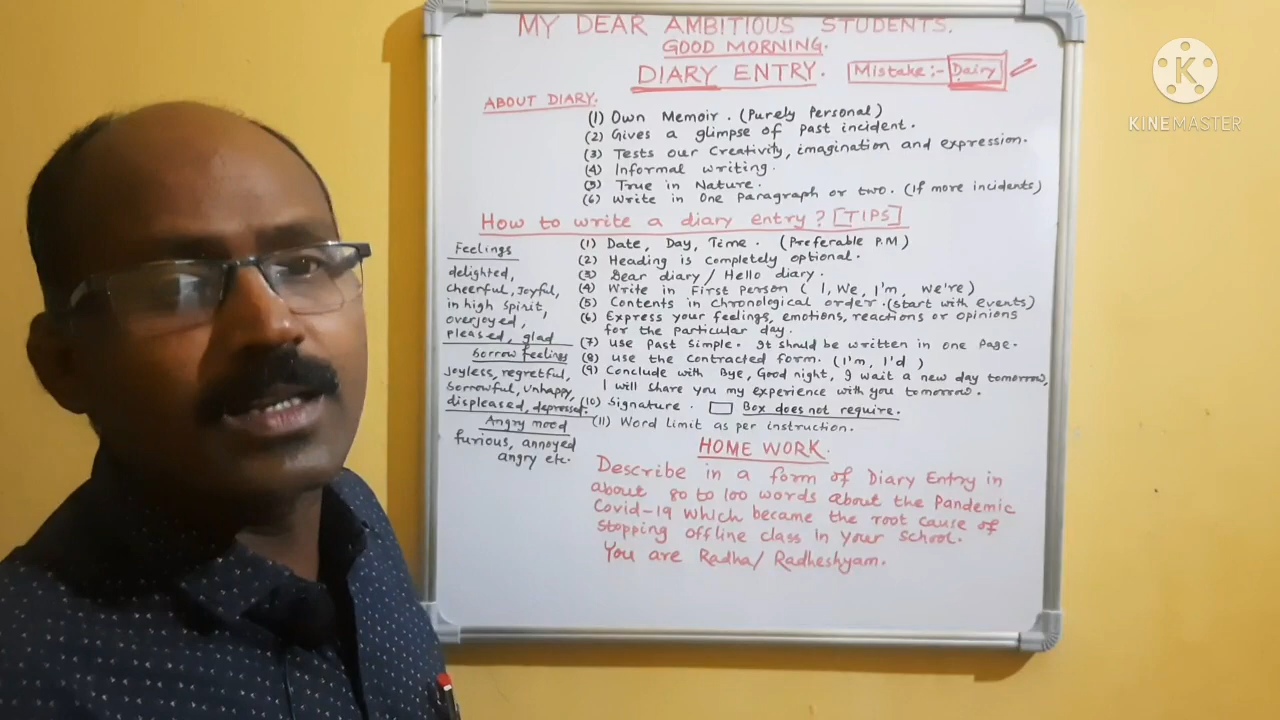 MY DEAR AMBITIOUS STUDENTS.
GOOD MORNING.
DIARY ENTRY. Mistake:- Dairy
ABOUT DIARY.
(1) Own Memoir. (Purely Personal)
(2) Gives a glimpse of past incident.
(3) Tests our Creativity, imagination and expression.
(4) Informal writing.
(5) True in Nature.
(6) Write in One Paragraph or two. (If more incidents)
How to write a diary entry? [TIPS]
(1) Date, Day, Time. (Preferable P.M)
(2) Heading is completely optional.
(3) Dear diary / Hello diary.
(4) Write in First Person ( I, We, I'm, we're)
(5) Contents in Chronological order. (start with events)
(6) Express your feelings, emotions, reactions or opinions
for the particular day.
(7) use Past Simple. It should be written in one page.
(8) use the contracted form. (I'm, I'd )
(9) Conclude with Bye, Good night, I wait a new day tomorrow,
I will share you my experience with you tomorrow.
(10) Signature. Box does not require.
(11) Word limit as per instruction.
Feelings
delighted,
cheerful, Joyful,
in high spirit,
overjoyed,
pleased, glad
Sorrow feelings
Joyless, regretful,
Sorrowful, Unhappy,
displeased, depressed.
Angry mood
furious, annoyed
angry etc.
HOME WORK.
Describe in a form of Diary Entry in
about 80 to 100 words about the Pandemic
Covid-19 which became the root cause of
stopping offline class in your school.
You are Radha/ Radheshyam.
K
KINEMASTER